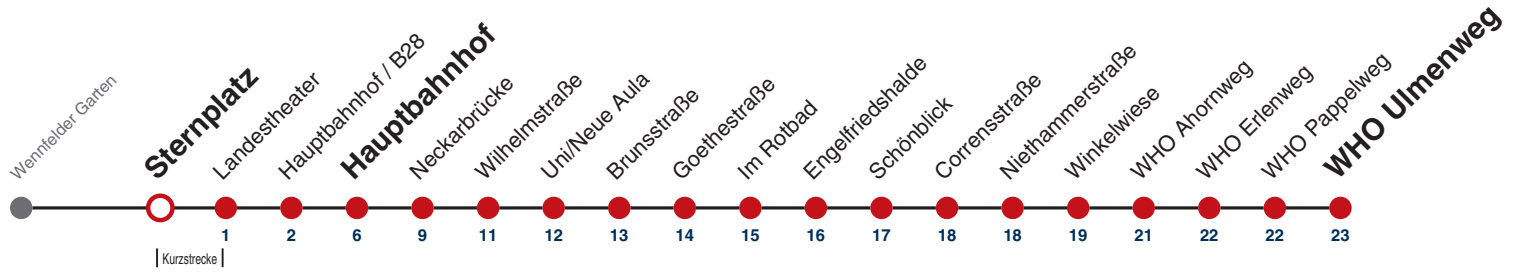 Wennfelder Garten
Sternplatz
Landestheater
Hauptbahnhof / B28
Hauptbahnhof
Neckarbrücke
Wilhelmstraße
Uni/Neue Aula
Brunsstraße
Goethestraße
Im Rotbad
Engelfriedshalde
Schönblick
Corrensstraße
Niethammerstraße
Winkelwiese
WHO Ahornweg
WHO Erlenweg
WHO Pappelweg
WHO Ulmenweg
1 2 6 9 11 12 13 14 15 16 17 18 18 19 21 22 22 23
Kurzstrecke